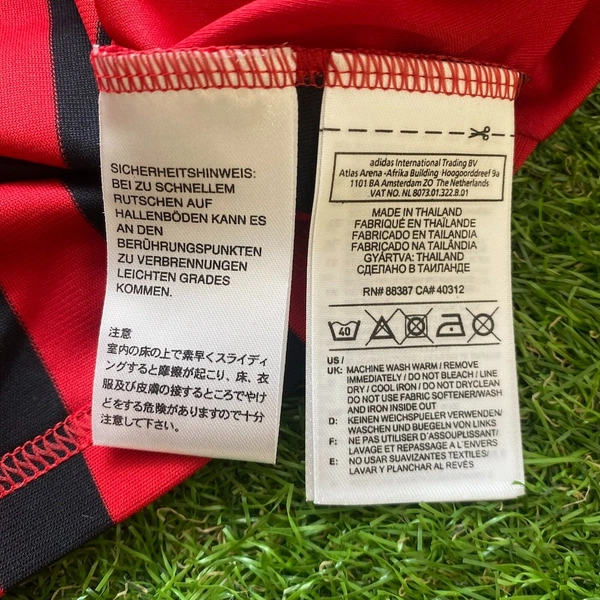 SICHERHEITSHINWEIS:
BEI ZU SCHNELLEM
RUTSCHEN AUF
HALLENBÖDEN KANN ES
AN DEN
BERÜHRUNGSPUNKTEN
ZU VERBRENNUNGEN
LEICHTEN GRADES
KOMMEN.
注意
室内の床の上で素早くスライディ
ングすると摩擦が起こり、床、衣
服及び皮膚の接するところでやけ
どをする危険がありますので十分
注意して下さい。
adidas International Trading BV
Atlas Arena -Afrika Building Hoogoorddreef 9a
1101 BA Amsterdam ZO The Netherlands
VAT NO. NL 8073.01.322.B.01
MADE IN THAILAND
FABRIQUÉ EN THAÏLANDE
FABRICADO EN TAILANDIA
FABRICADO NA TAILÂNDIA
GYÁRTVA: THAILAND
СДЕЛАНО В ТАИЛАНДЕ
RN# 88387 CA# 40312
40
US /
UK: MACHINE WASH WARM / REMOVE
IMMEDIATELY / DO NOT BLEACH / LINE
DRY / COOL IRON / DO NOT DRYCLEAN
DO NOT USE FABRIC SOFTENER/WASH
AND IRON INSIDE OUT
D: KEINEN WEICHSPUELER VERWENDEN/
WASCHEN UND BUEGELN VON LINKS
F: NE PAS UTILISER D'ASSOUPLISSANT/
LAVAGE ET REPASSAGE A L'ENVERS
E: NO USAR SUAVIZANTES TEXTILES/
LAVAR Y PLANCHAR AL REVÉS